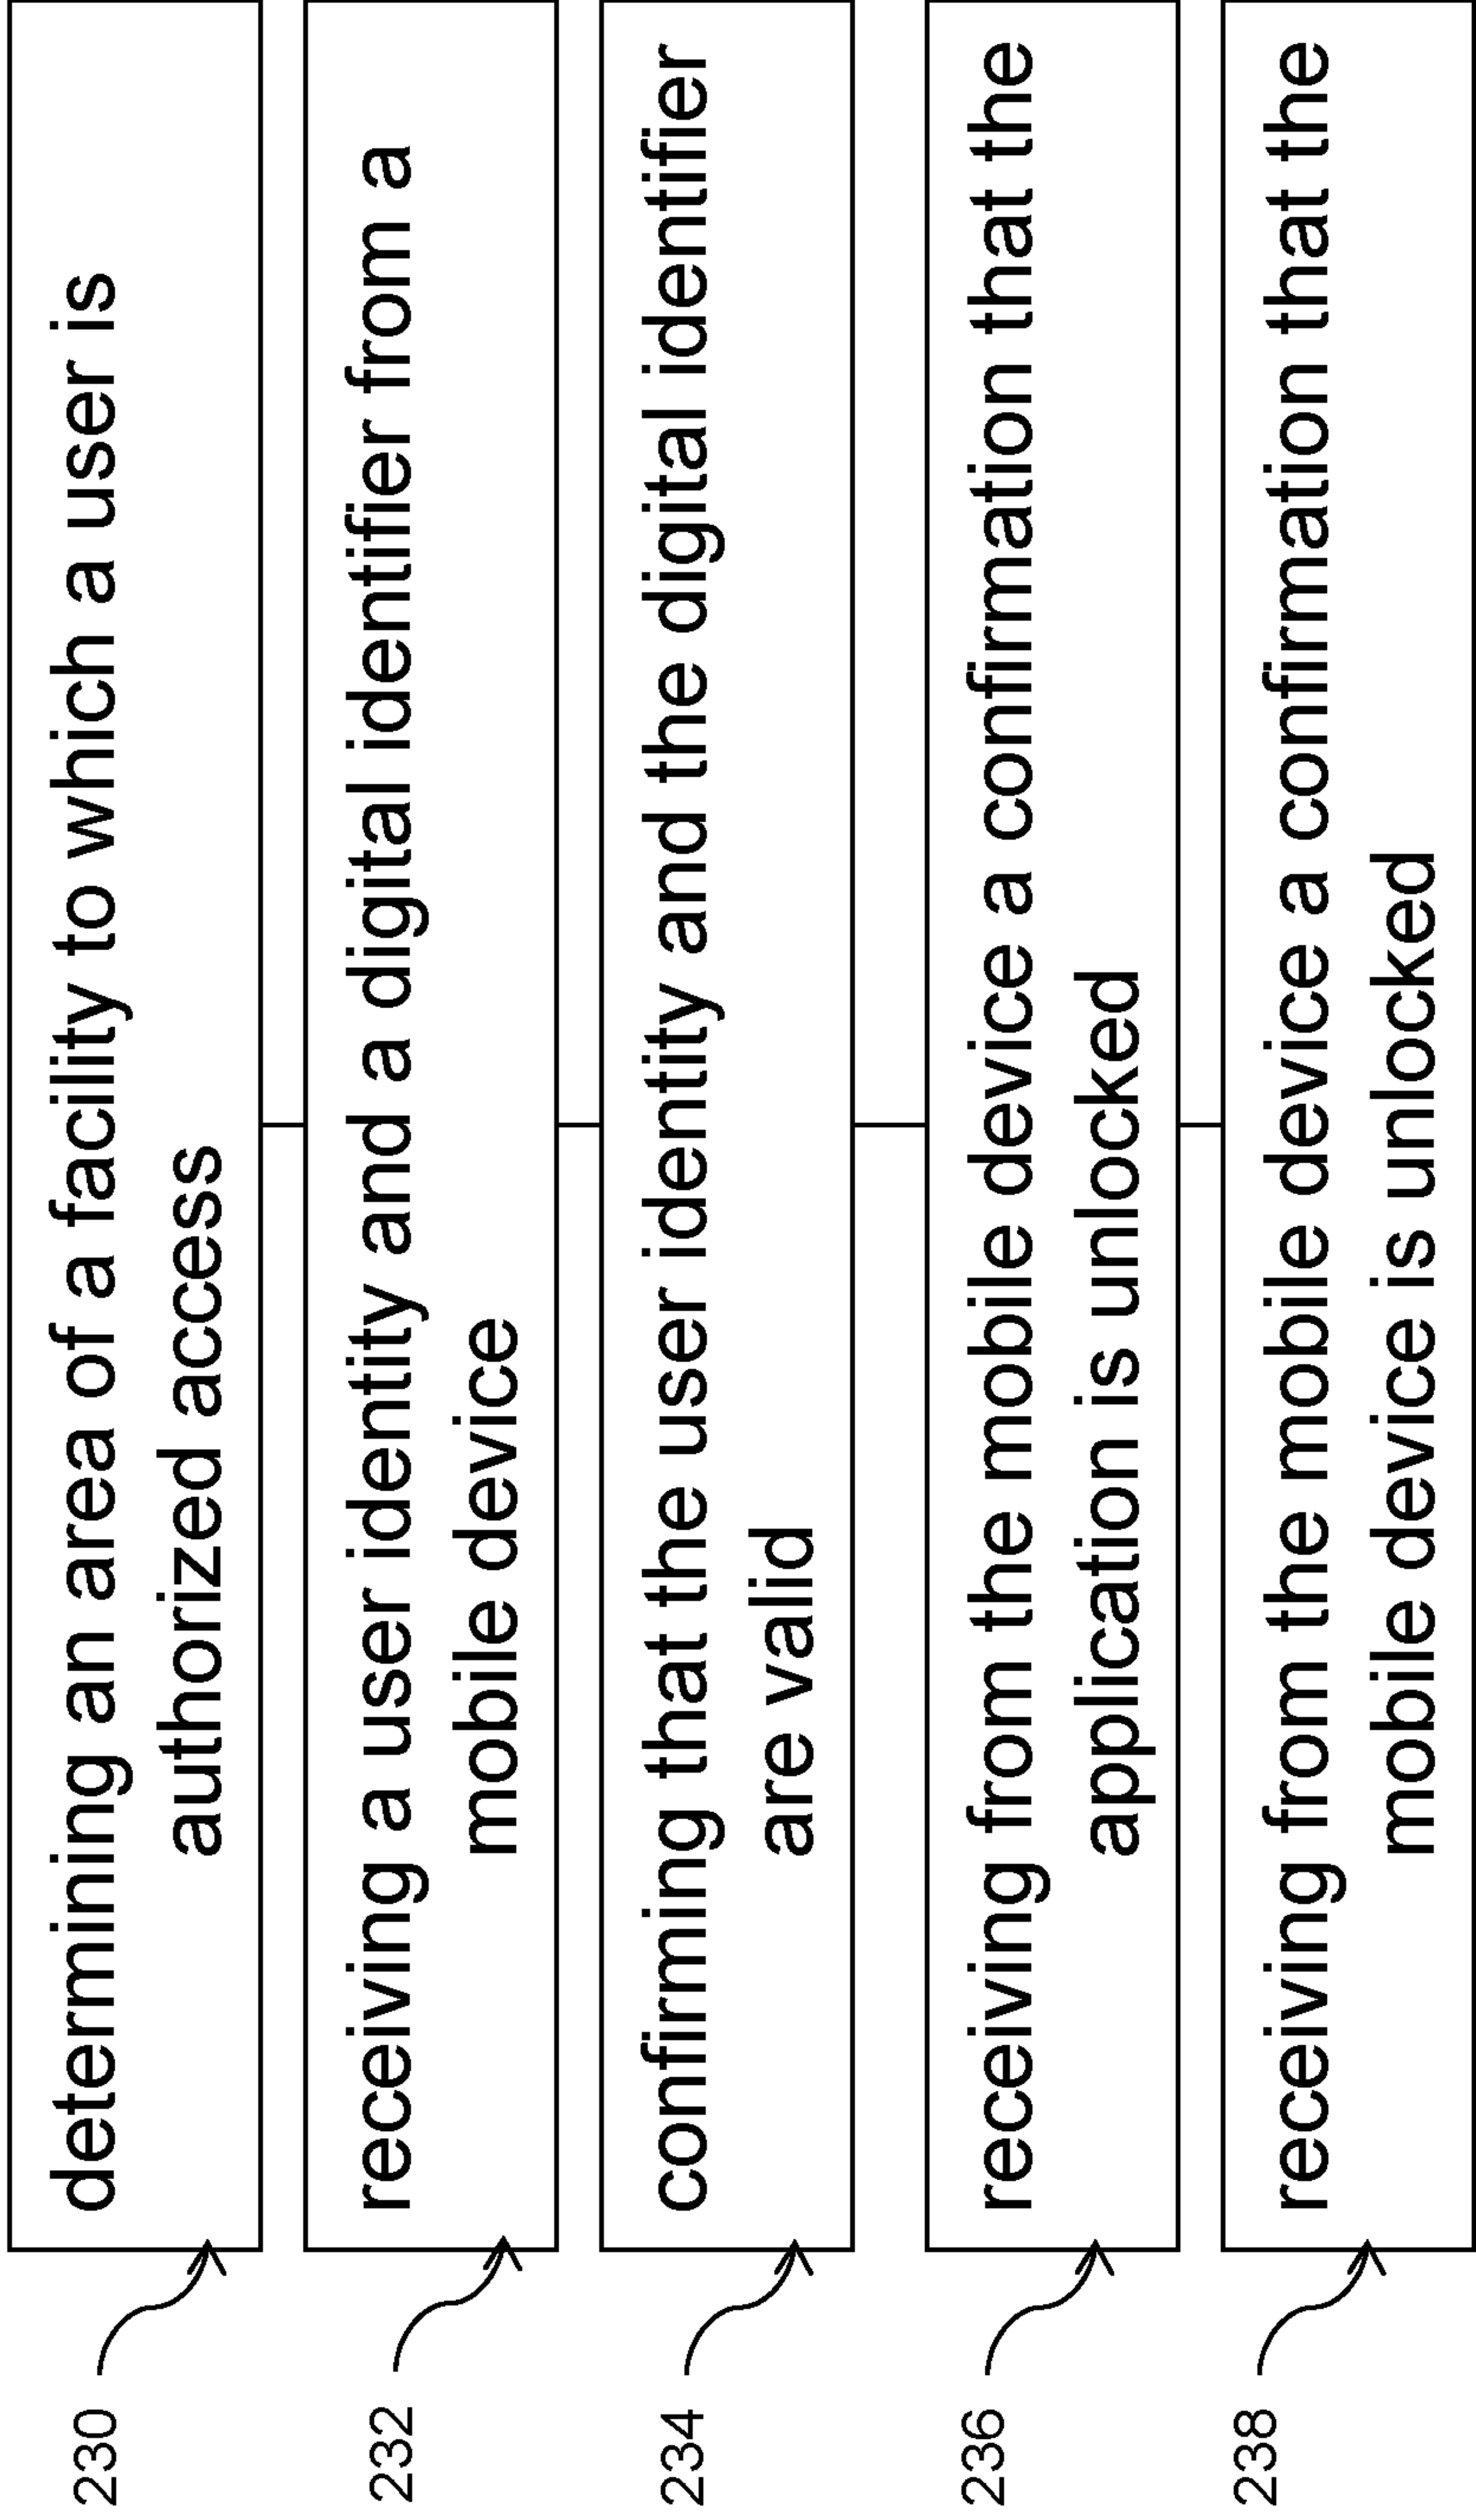 230
determining an area of a facility to which a user is
authorized access
232
receiving a user identity and a digital identifier from a
mobile device
234
confirming that the user identity and the digital identifier
are valid
236
receiving from the mobile device a confirmation that the
application is unlocked
238
receiving from the mobile device a confirmation that the
mobile device is unlocked